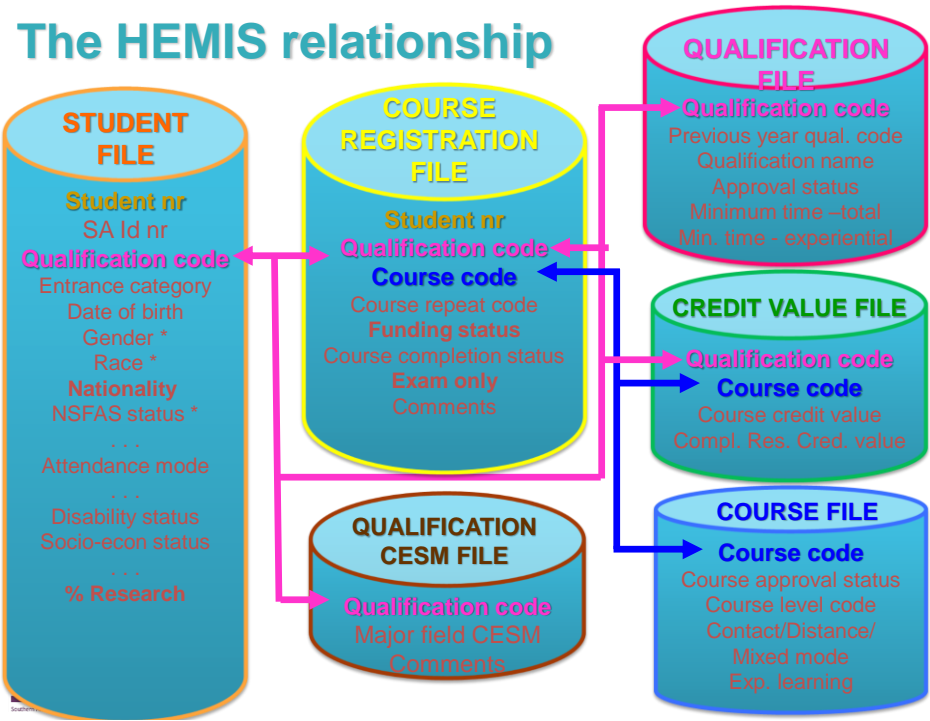 The HEMIS relationship
STUDENT
FILE
Student nr
SA Id nr
Qualification code
Entrance category
Date of birth
Gender *
Race *
Nationality
NSFAS status *
. . .
Attendance mode
. . .
Disability status
Socio-econ status
. . .
% Research
COURSE
REGISTRATION
FILE
Student nr
Qualification code
Course code
Course repeat code
Funding status
Course completion status
Exam only
Comments
QUALIFICATION
CESM FILE
Qualification code
Major field CESM
Comments
QUALIFICATION
FILE
Qualification code
Previous year qual. code
Qualification name
Approval status
Minimum time –total
Min. time - experiential
CREDIT VALUE FILE
Qualification code
Course code
Course credit value
Compl. Res. Cred. value
COURSE FILE
Course code
Course approval status
Course level code
Contact/Distance/
Mixed mode
Exp. learning
Southern